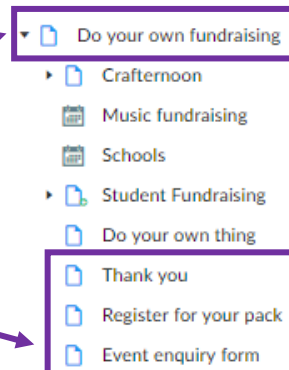 Do your own fundraising
Crafternoon
Music fundraising
Schools
Student Fundraising
Do your own thing
Thank you
Register for your pack
Event enquiry form